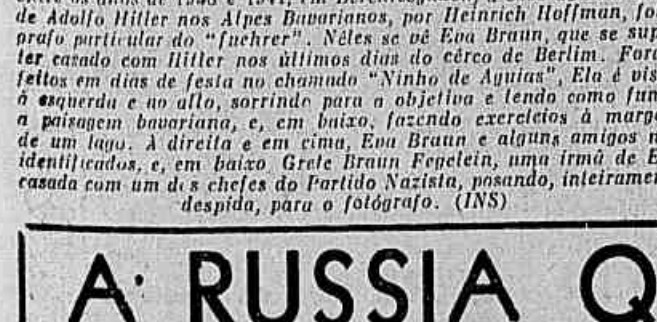 de Adolfo Hitler nos Alpes Bavarianos, por Heinrich Hoffman, fo
grafo particular do "fuehrer". Nêles se vê Eva Braun, que se sup
ter casado com Hitler nos últimos dias do cêrco de Berlim. For
feitos em dias de festa no chamado "Ninho de Aguias", Ela é vis
à esquerda e no alto, sorrindo para a objetiva e tendo como fun
a paisagem bavariana, e, em baixo, fazendo exercícios à marg
de um lago. À direita e em cima, Eva Braun e alguns amigos n
identificados, e, em baixo Grete Braun Fegelein, uma irmã de E
casada com um dos chefes do Partido Nazista, posando, inteirame
despida, para o fotógrafo. (INS)
A RUSSIA Q